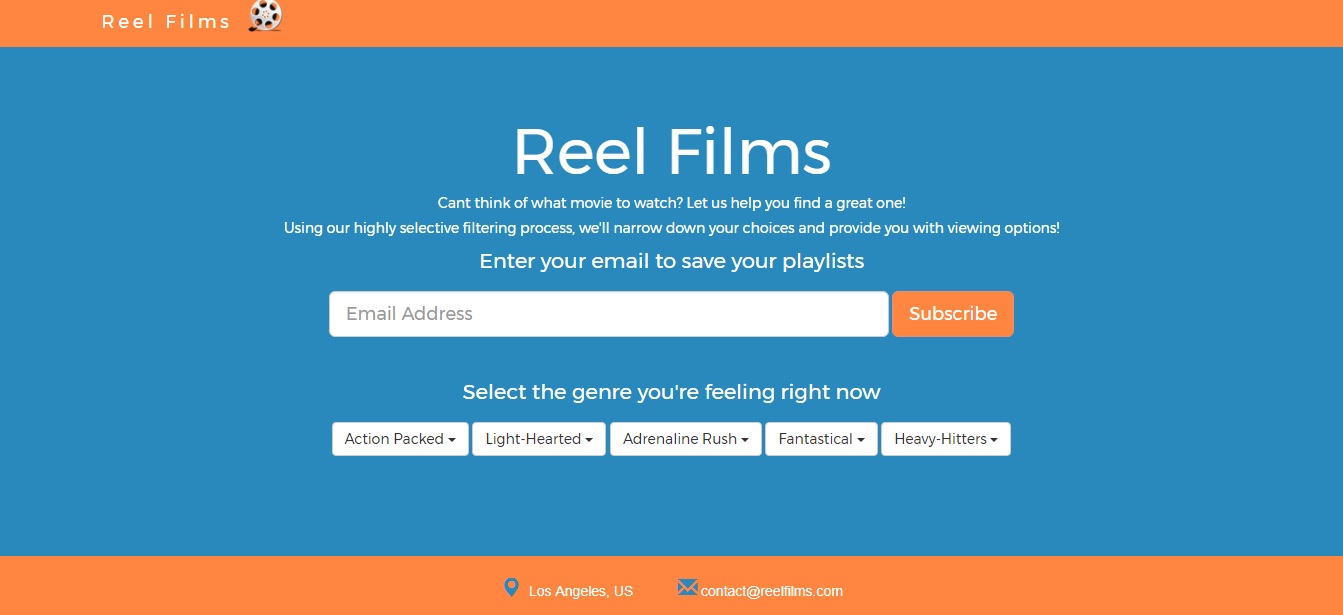 Reel Films
Reel Films
Cant think of what movie to watch? Let us help you find a great one!
Using our highly selective filtering process, we'll narrow down your choices and provide you with viewing options!
Enter your email to save your playlists
Email Address Subscribe
Select the genre you're feeling right now
Action Packed Light-Hearted Adrenaline Rush Fantastical Heavy-Hitters
Los Angeles, US contact@reelfilms.com